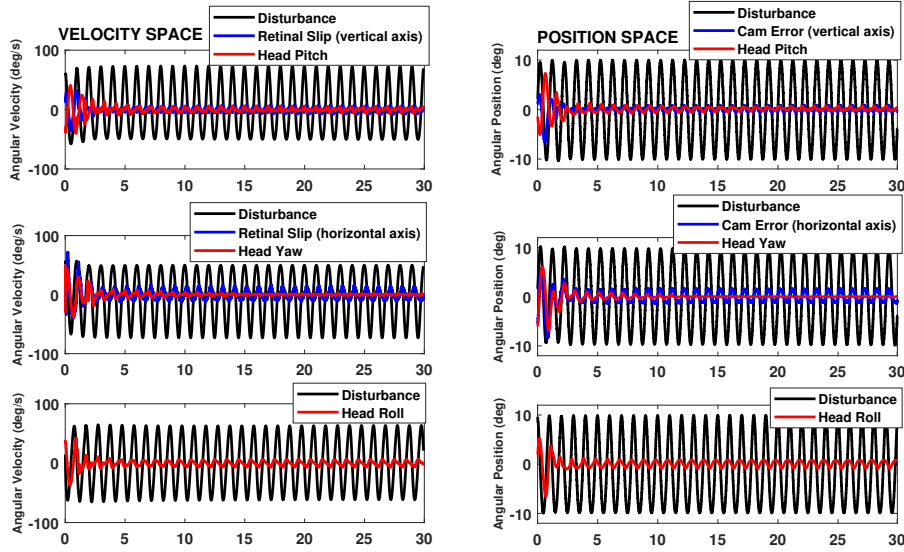 VELOCITY SPACE
Disturbance
Retinal Slip (vertical axis)
Head Pitch
Angular Velocity (deg/s)
100
0
-100
0 5 10 15 20 25 30
Disturbance
Retinal Slip (horizontal axis)
Head Yaw
Angular Velocity (deg/s)
100
0
-100
0 5 10 15 20 25 30
Disturbance
Head Roll
Angular Velocity (deg/s)
100
0
-100
0 5 10 15 20 25 30
POSITION SPACE
Disturbance
Cam Error (vertical axis)
Head Pitch
Angular Position (deg)
10
0
-10
0 5 10 15 20 25 30
Disturbance
Cam Error (horizontal axis)
Head Yaw
Angular Position (deg)
10
0
-10
0 5 10 15 20 25 30
Disturbance
Head Roll
Angular Position (deg)
10
0
-10
0 5 10 15 20 25 30